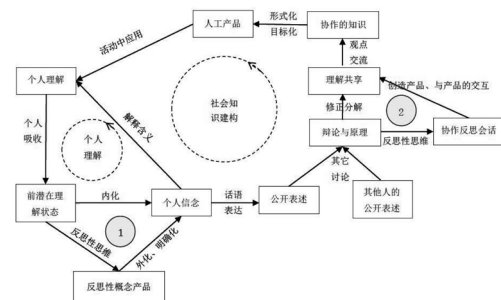 人工产品
形式化
目标化
协作的知识
活动中应用
观点
交流
个人理解
理解共享
创造产品、与产品的交互
社会知
识建构
个人
吸收
解释含义
修正分解
2
个人
理解
辩论与原理
反思性思维
协作反思会话
其它
讨论
前潜在理
解状态
内化
个人信念
话语
表达
公开表述
其他人的
公开表述
1
反思性思维
外化、明确化
反思性概念产品